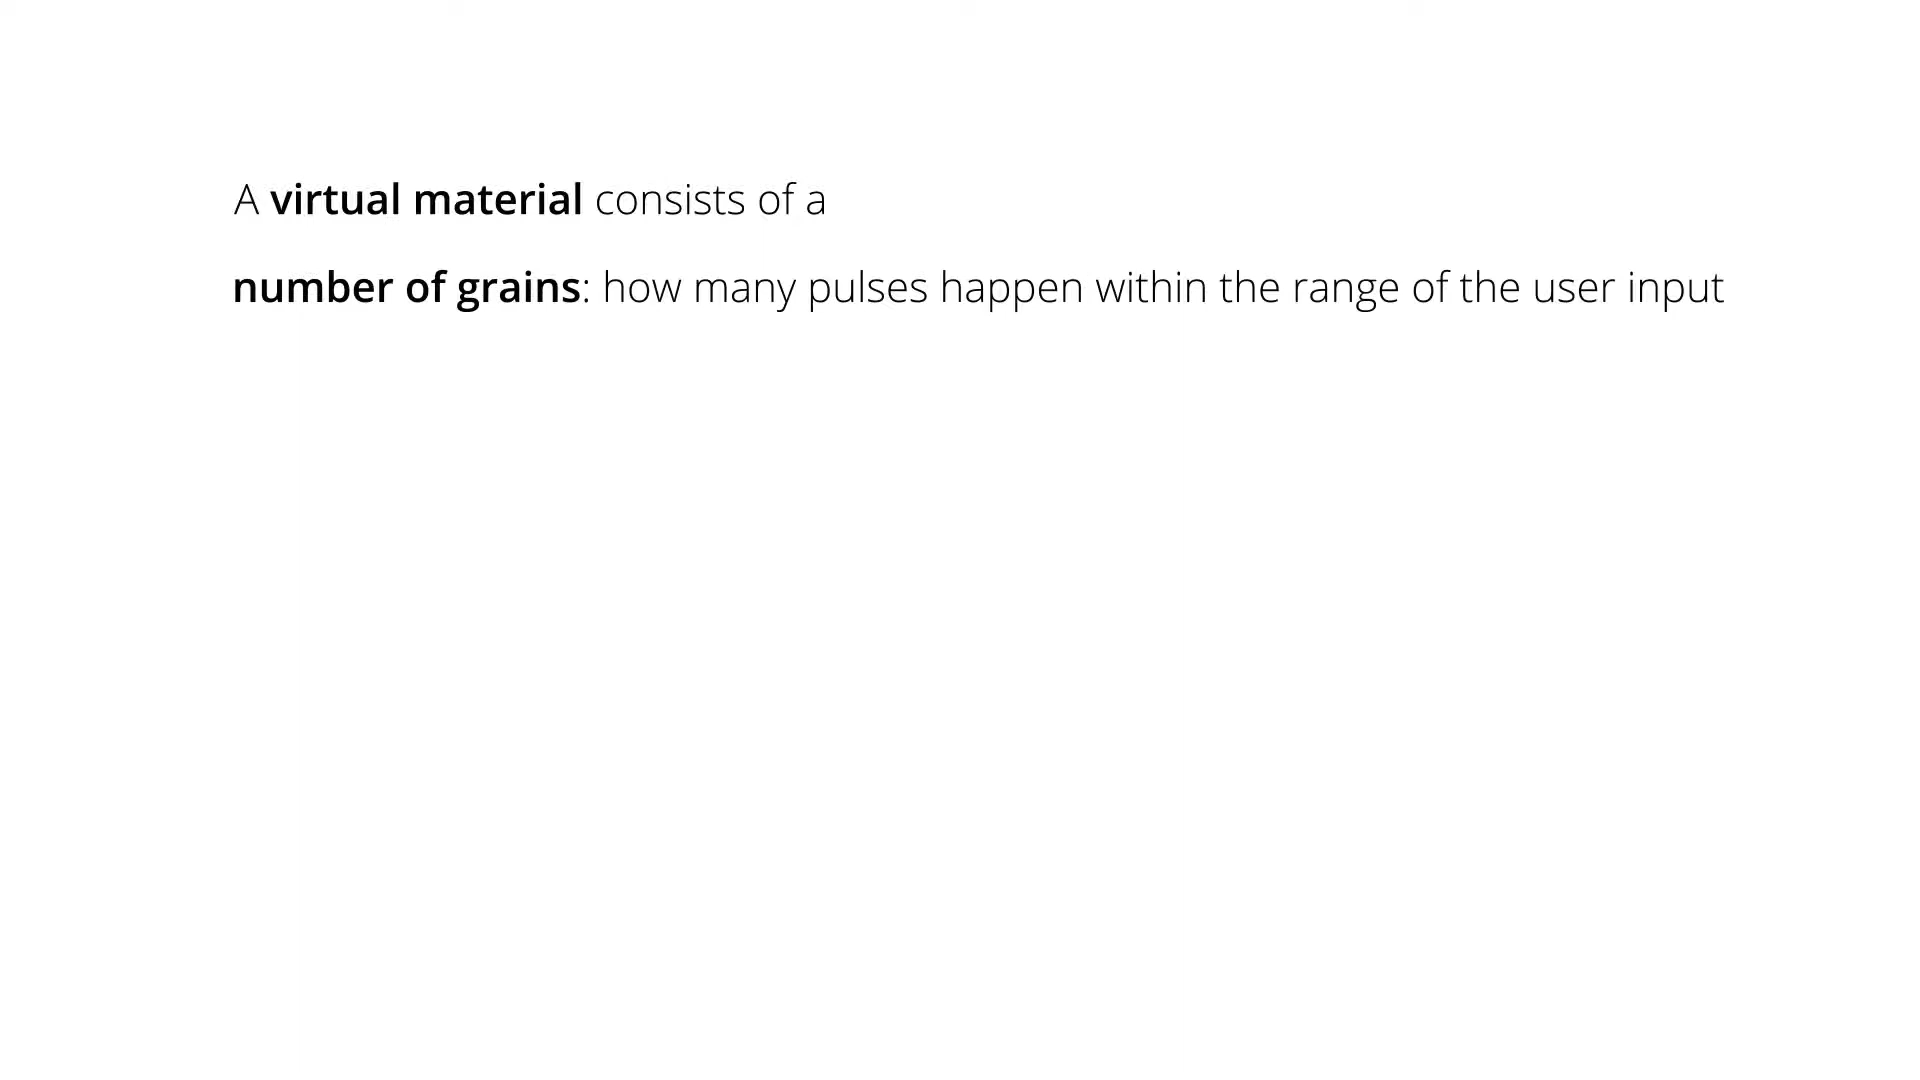 A virtual material consists of a
number of grains: how many pulses happen within the range of the user input